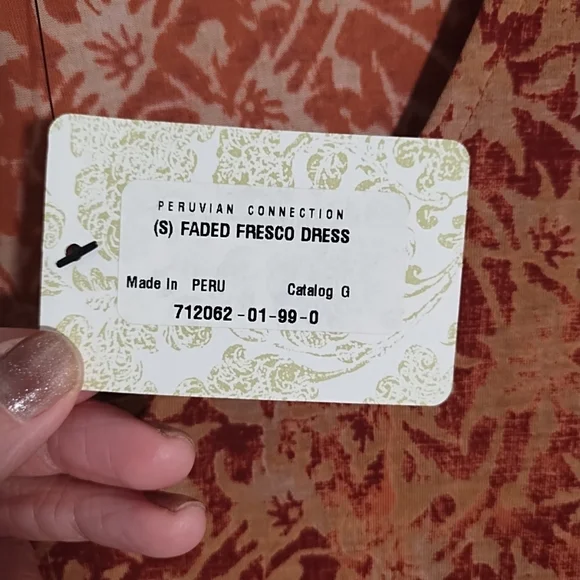 PERUVIAN CONNECTION
(S) FADED FRESCO DRESS
Made In PERU Catalog G
712062-01-99-0